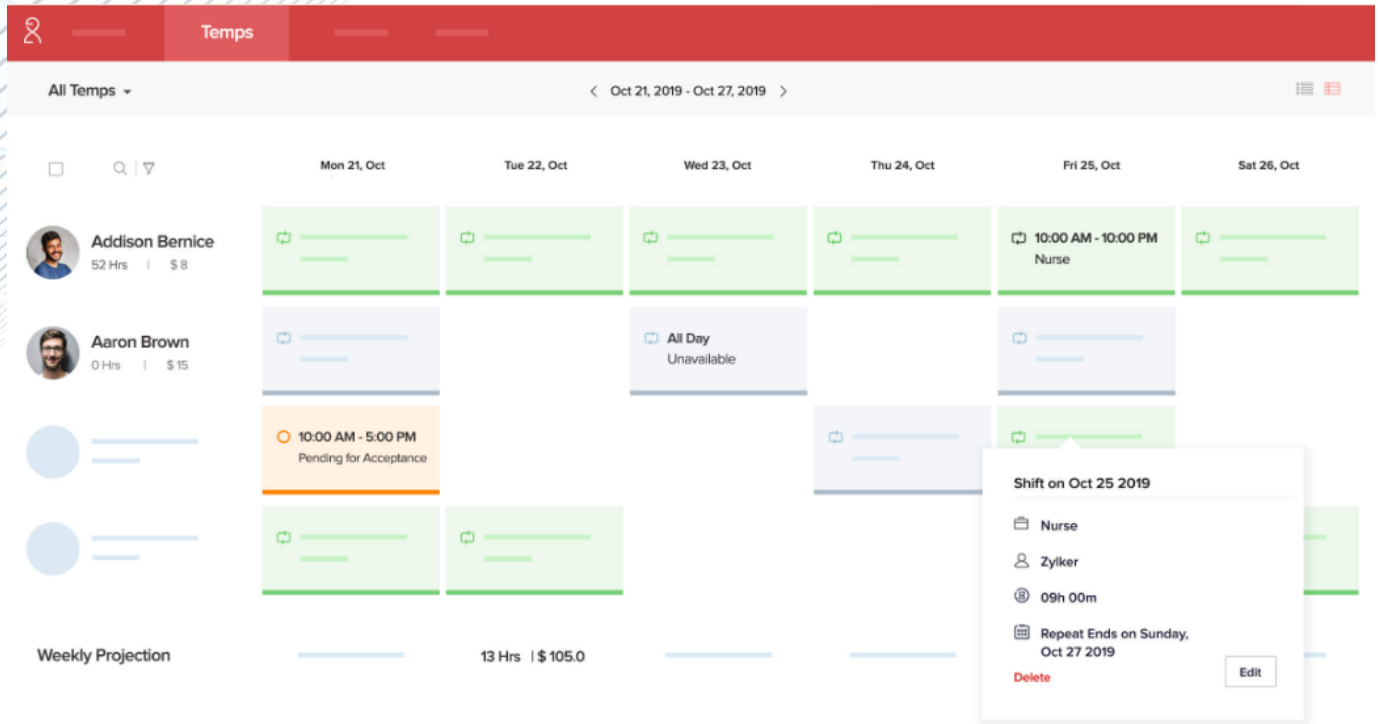 Temps
All Temps
Oct 21, 2019 - Oct 27, 2019
Mon 21, Oct
Tue 22, Oct
Wed 23, Oct
Thu 24, Oct
Fri 25, Oct
Sat 26, Oct
Addison Bernice
52 Hrs | $ 8
10:00 AM - 10:00 PM
Nurse
Aaron Brown
0 Hrs | $ 15
All Day
Unavailable
10:00 AM - 5:00 PM
Pending for Acceptance
Shift on Oct 25 2019
Nurse
Zylker
09h 00m
Repeat Ends on Sunday,
Oct 27 2019
Delete
Edit
Weekly Projection
13 Hrs | $ 105.0